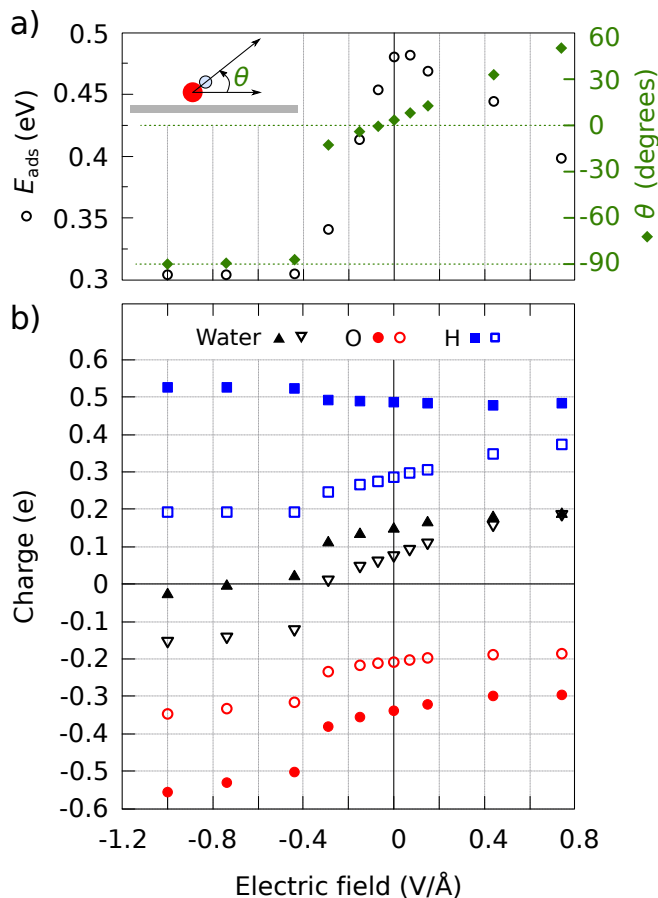 a)
0.5
0.45
0.4
0.35
0.3
E_ads (eV)
θ
60
30
0
-30
-60
-90
θ (degrees)
b)
Water O H
0.6
0.5
0.4
0.3
0.2
0.1
0
-0.1
-0.2
-0.3
-0.4
-0.5
-0.6
Charge (e)
-1.2 -0.8 -0.4 0 0.4 0.8
Electric field (V/Å)